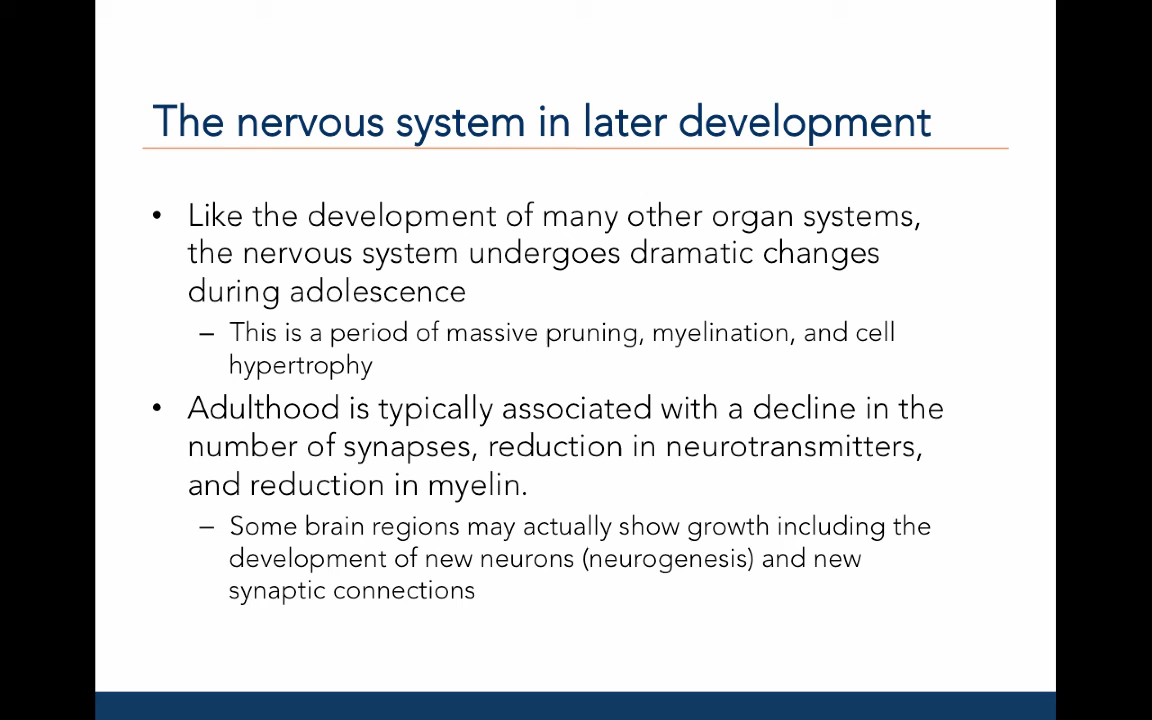 The nervous system in later development
• Like the development of many other organ systems,
the nervous system undergoes dramatic changes
during adolescence
– This is a period of massive pruning, myelination, and cell
hypertrophy
• Adulthood is typically associated with a decline in the
number of synapses, reduction in neurotransmitters,
and reduction in myelin.
– Some brain regions may actually show growth including the
development of new neurons (neurogenesis) and new
synaptic connections